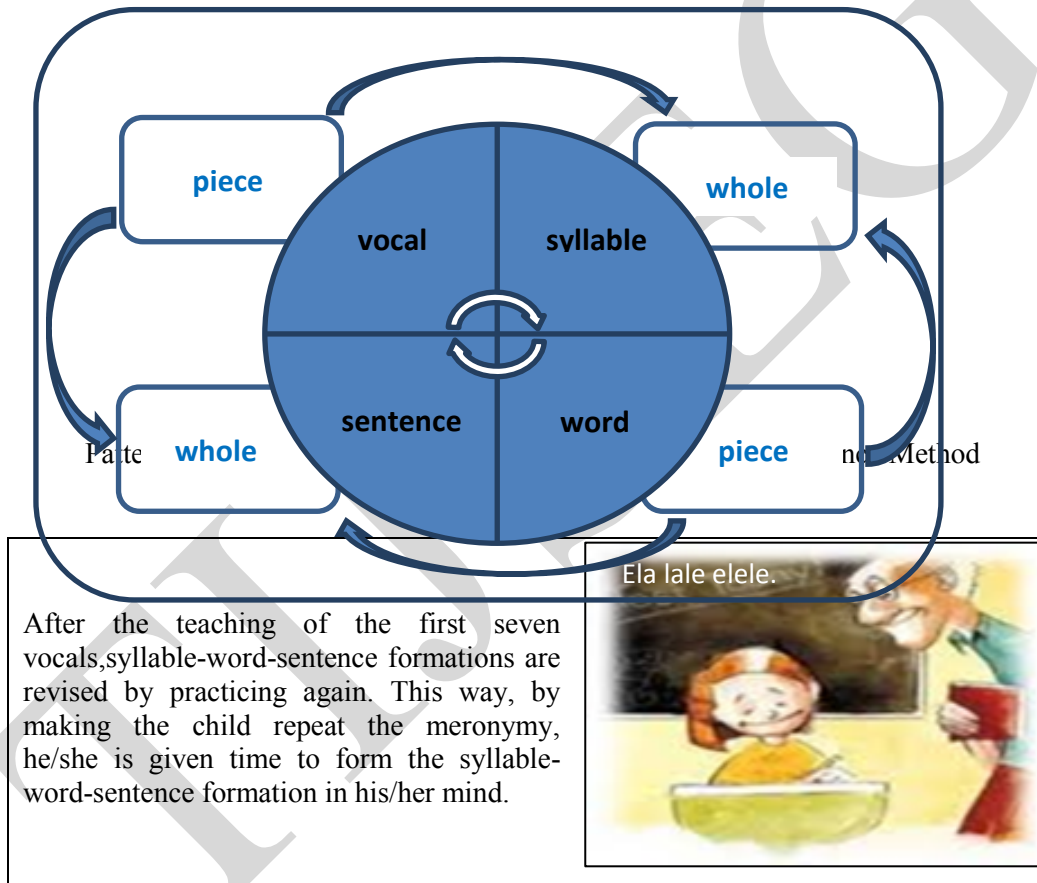 piece
whole
vocal
syllable
sentence
word
whole
piece
Method
Ela lale elele.
After the teaching of the first seven
vocals,syllable-word-sentence formations are
revised by practicing again. This way, by
making the child repeat the meronymy,
he/she is given time to form the syllable-
word-sentence formation in his/her mind.